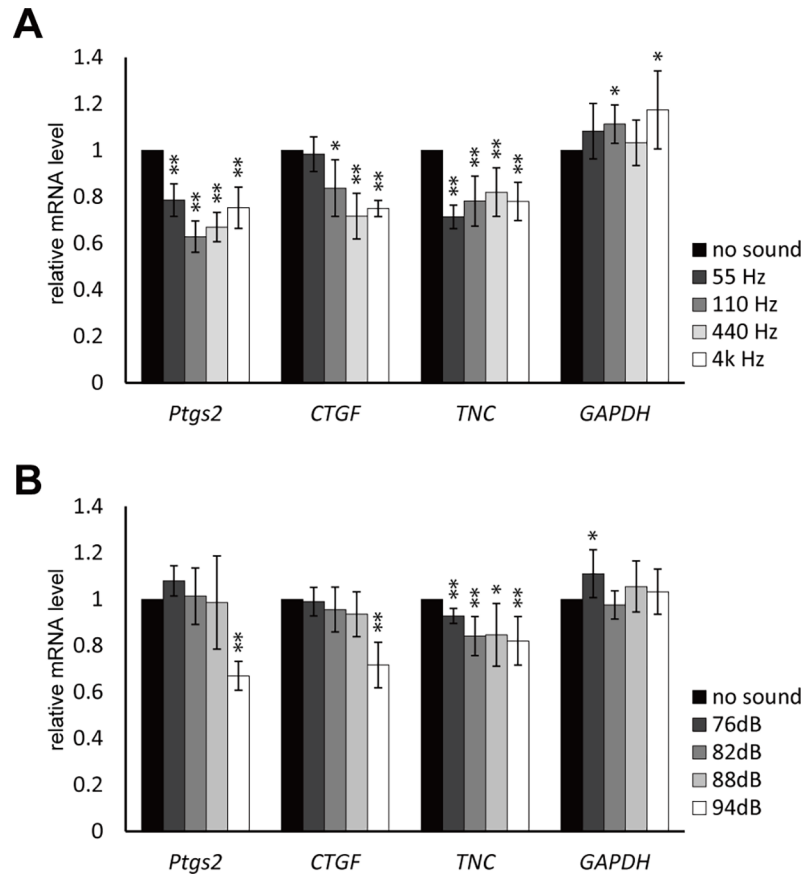 A
1.4
1.2
1
0.8
0.6
0.4
0.2
0
relative mRNA level
** ** ** **
* ** **
** ** ** **
* *
Ptgs2 CTGF TNC GAPDH
no sound
55 Hz
110 Hz
440 Hz
4k Hz
B
1.4
1.2
1
0.8
0.6
0.4
0.2
0
relative mRNA level
**
**
** ** * **
*
Ptgs2 CTGF TNC GAPDH
no sound
76dB
82dB
88dB
94dB